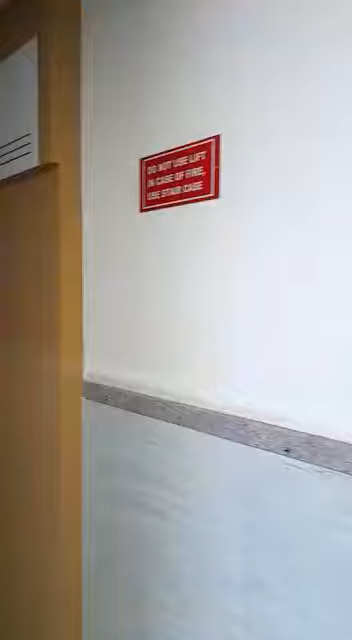 DO NOT USE LIFT
IN CASE OF FIRE,
USE STAIR CASE